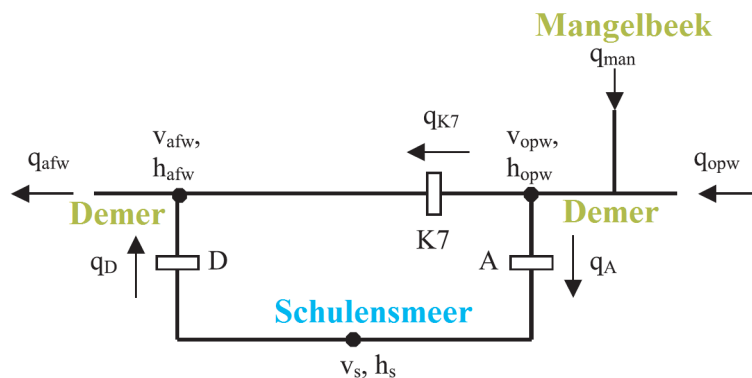 Mangelbeek
q_man
q_K7
v_afw,
h_afw
v_opw,
h_opw
q_afw
q_opw
Demer
Demer
K7
q_D
D
A
q_A
Schulensmeer
v_s, h_s